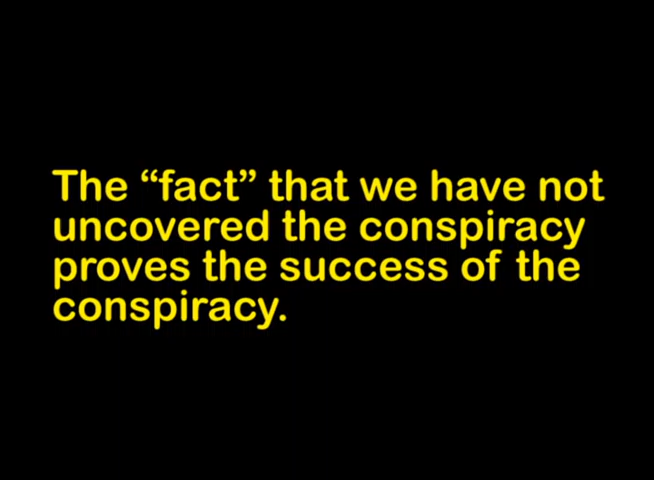 The “fact” that we have not
uncovered the conspiracy
proves the success of the
conspiracy.